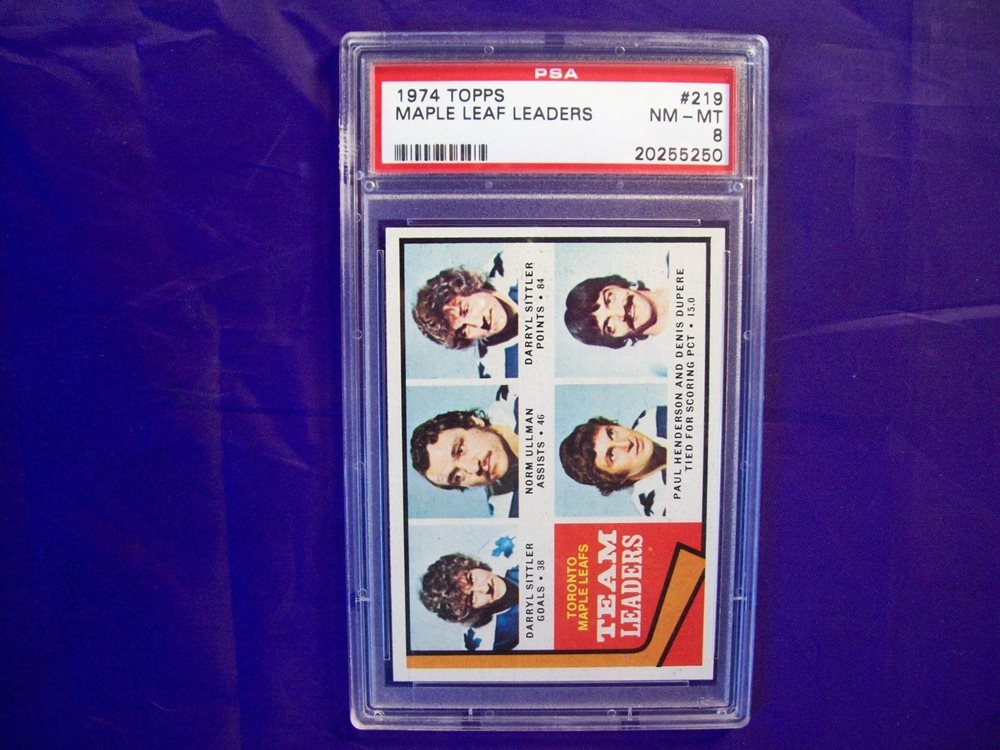 PSA
1974 TOPPS
#219
MAPLE LEAF LEADERS
NM-MT
8
20255250
DARRYL SITTLER
GOALS • 38
NORM ULLMAN
ASSISTS • 46
DARRYL SITTLER
POINTS • 84
TORONTO
MAPLE LEAFS
TEAM
LEADERS
PAUL HENDERSON AND DENIS DUPERE
TIED FOR SCORING PCT • 15.0